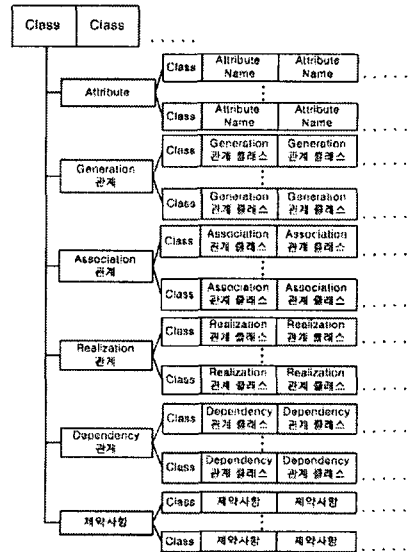 Class Class . . . . .
Class Attribute Name Attribute Name . . . .
Attribute
Class Attribute Name Attribute Name . . . .
Class Generation 관계 클래스 Generation 관계 클래스 . . . .
Generation 관계
Class Generation 관계 클래스 Generation 관계 클래스 . . . .
Class Association 관계 클래스 Association 관계 클래스 . . . .
Association 관계
Class Association 관계 클래스 Association 관계 클래스 . . . .
Class Realization 관계 클래스 Realization 관계 클래스 . . . .
Realization 관계
Class Realization 관계 클래스 Realization 관계 클래스 . . . .
Class Dependency 관계 클래스 Dependency 관계 클래스 . . . .
Dependency 관계
Class Dependency 관계 클래스 Dependency 관계 클래스 . . . .
Class 제약사항 제약사항 . . . .
제약사항
Class 제약사항 제약사항 . . . .